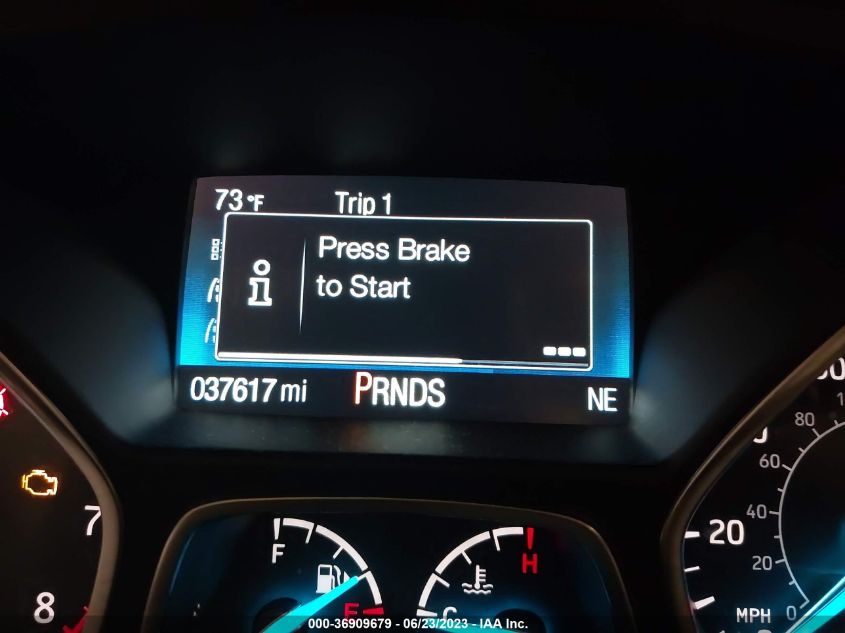 73°F Trip 1
Press Brake
to Start
037617 mi PRNDS NE
7
8
F
E
H
C
20
MPH
80
60
40
20
0
000-36909679 - 06/23/2023 - IAA Inc.